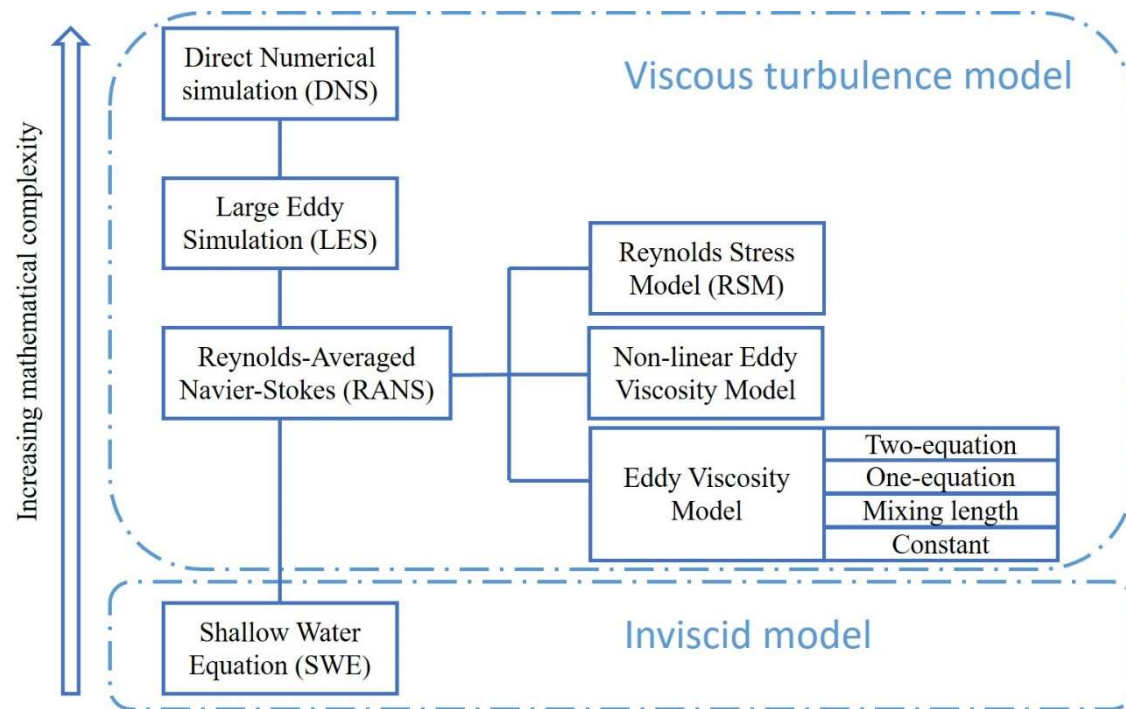 Increasing mathematical complexity
Viscous turbulence model
Direct Numerical
simulation (DNS)
Large Eddy
Simulation (LES)
Reynolds-Averaged
Navier-Stokes (RANS)
Reynolds Stress
Model (RSM)
Non-linear Eddy
Viscosity Model
Eddy Viscosity
Model
Two-equation
One-equation
Mixing length
Constant
Inviscid model
Shallow Water
Equation (SWE)